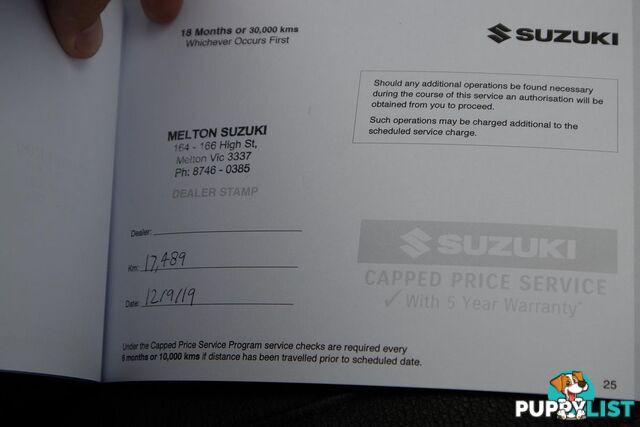 18 Months or 30,000 kms
Whichever Occurs First
SUZUKI
Should any additional operations be found necessary
during the course of this service an authorisation will be
obtained from you to proceed.
Such operations may be charged additional to the
scheduled service charge.
MELTON SUZUKI
164 - 166 High St,
Melton Vic 3337
Ph: 8746 - 0385
DEALER STAMP
Dealer:
Km: 17,489
Date: 12/9/19
SUZUKI
CAPPED PRICE SERVICE
✓With 5 Year Warranty*
Under the Capped Price Service Program service checks are required every
6 months or 10,000 kms if distance has been travelled prior to scheduled date.
25
PUPPYLIST